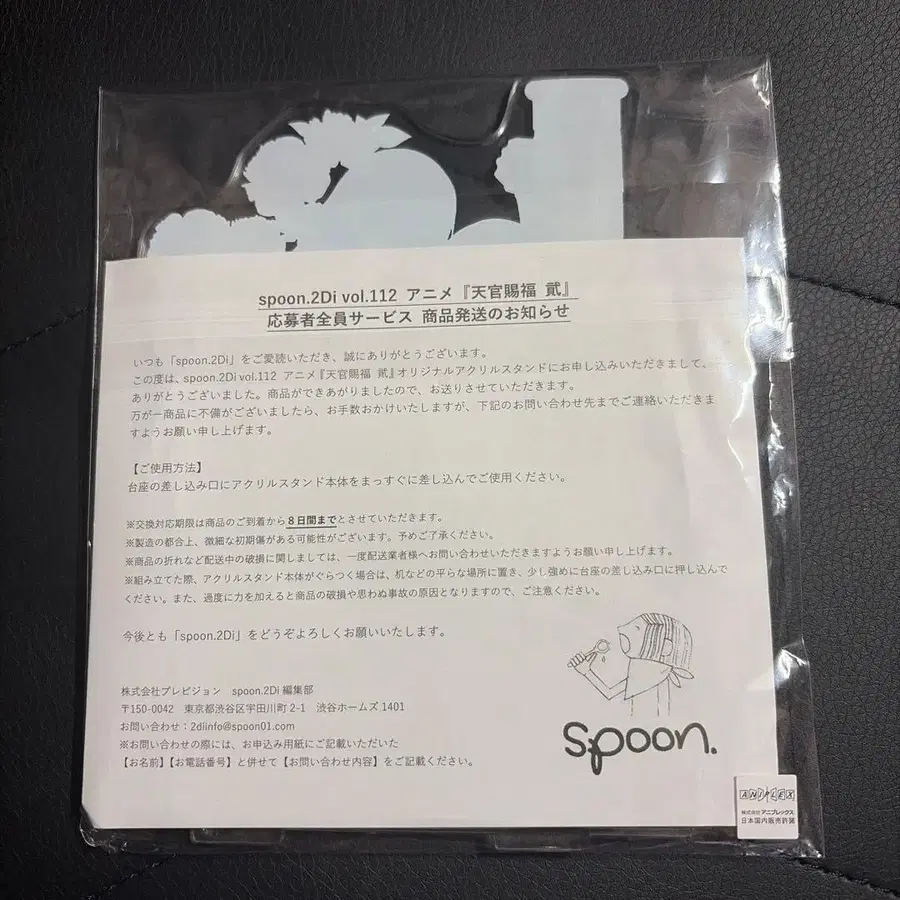 spoon.2Di vol.112 アニメ『天官賜福 貮』
応募者全員サービス 商品発送のお知らせ
いつも「spoon.2Di」をご愛読いただき、誠にありがとうございます。
この度は、spoon.2Di vol.112 アニメ『天官賜福 貮』オリジナルアクリルスタンドにお申し込みいただきまして、
ありがとうございました。商品ができあがりましたので、お送りさせていただきます。
万が一商品に不備がございましたら、お手数おかけいたしますが、下記のお問い合わせ先までご連絡いただきま
すようお願い申し上げます。
【ご使用方法】
台座の差し込み口にアクリルスタンド本体をまっすぐに差し込んでご使用ください。
※交換対応期限は商品のご到着から8日間までとさせていただきます。
※製造の都合上、微細な初期傷がある可能性がございます。予めご了承ください。
※商品の折れなど配送中の破損に関しましては、一度配送業者様へお問い合わせいただきますようお願い申し上げます。
※組み立てた際、アクリルスタンド本体がぐらつく場合は、机などの平らな場所に置き、少し強めに台座の差し込み口に押し込んで
ください。また、過度に力を加えると商品の破損や思わぬ事故の原因となりますので、ご注意ください。
今後とも「spoon.2Di」をどうぞよろしくお願いいたします。
株式会社プレビジョン spoon.2Di 編集部
〒150-0042 東京都渋谷区宇田川町 2-1 渋谷ホームズ 1401
お問い合わせ：2diinfo@spoon01.com
※お問い合わせの際には、お申込み用紙にご記載いただいた
【お名前】【お電話番号】と併せて【お問い合わせ内容】をご記載ください。
spoon.
ANIPLEX
株式会社アニプレックス
日本国内販売許諾